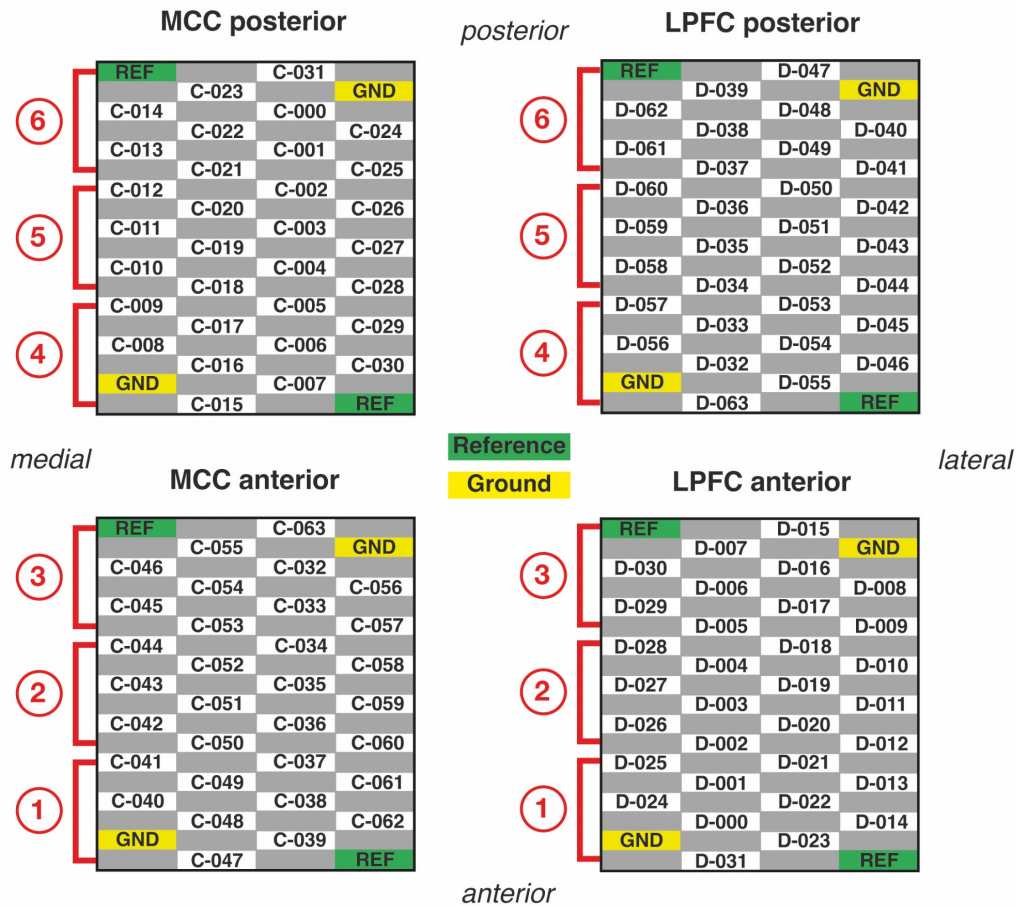 MCC posterior posterior LPFC posterior
REF C-031 REF D-047
C-023 GND D-039 GND
C-014 C-000 D-062 D-048
6 C-022 C-024 6 D-038 D-040
C-013 C-001 D-061 D-049
C-021 C-025 D-037 D-041
C-012 C-002 D-060 D-050
C-020 C-026 D-036 D-042
5 C-011 C-003 5 D-059 D-051
C-019 C-027 D-035 D-043
C-010 C-004 D-058 D-052
C-018 C-028 D-034 D-044
C-009 C-005 D-057 D-053
C-017 C-029 D-033 D-045
4 C-008 C-006 4 D-056 D-054
C-016 C-030 D-032 D-046
GND C-007 GND D-055
C-015 REF D-063 REF
Reference
medial lateral
MCC anterior Ground LPFC anterior
REF C-063 REF D-015
C-055 GND D-007 GND
C-046 C-032 D-030 D-016
3 C-054 C-056 3 D-006 D-008
C-045 C-033 D-029 D-017
C-053 C-057 D-005 D-009
C-044 C-034 D-028 D-018
C-052 C-058 D-004 D-010
2 C-043 C-035 2 D-027 D-019
C-051 C-059 D-003 D-011
C-042 C-036 D-026 D-020
C-050 C-060 D-002 D-012
C-041 C-037 D-025 D-021
C-049 C-061 D-001 D-013
1 C-040 C-038 1 D-024 D-022
C-048 C-062 D-000 D-014
GND C-039 GND D-023
C-047 REF D-031 REF
anterior